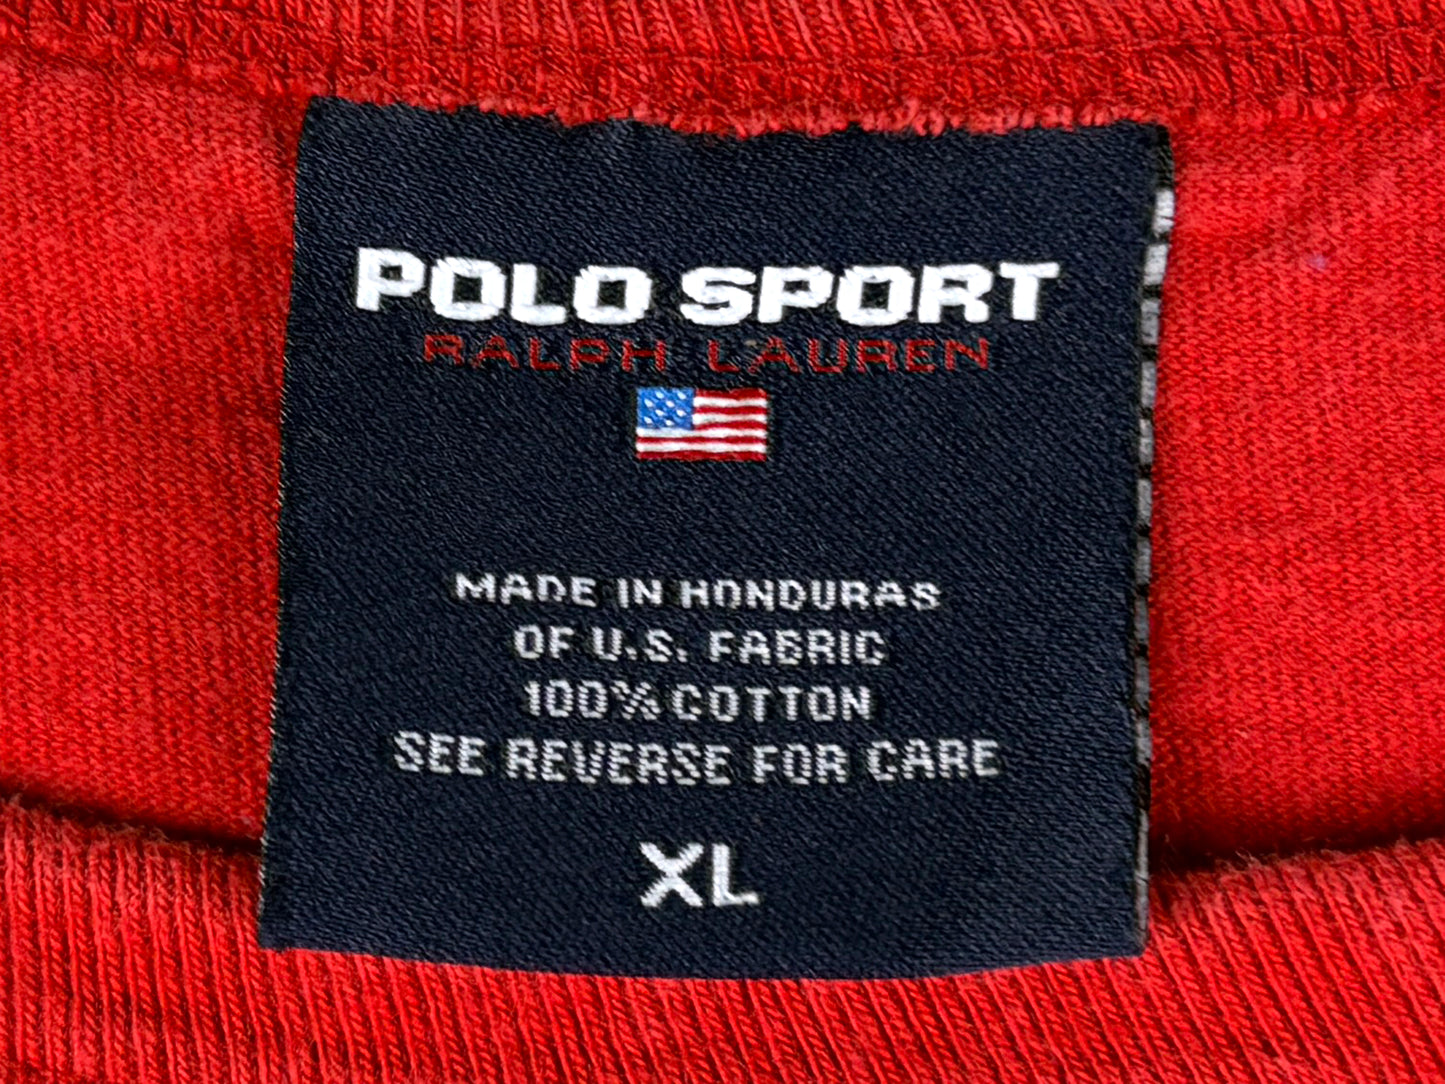 POLO SPORT
RALPH LAUREN
MADE IN HONDURAS
OF U.S. FABRIC
100% COTTON
SEE REVERSE FOR CARE
XL